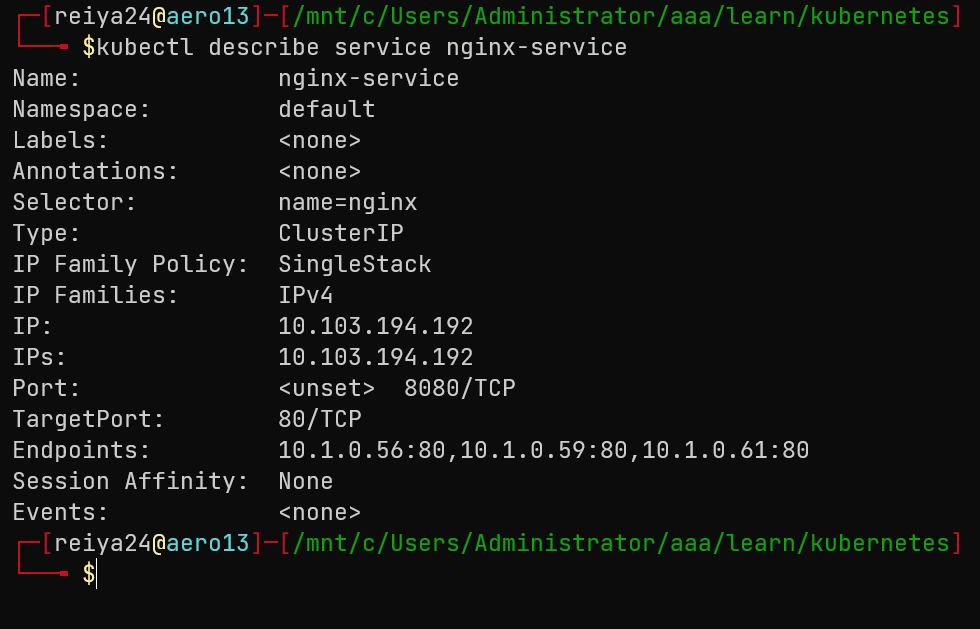 ┌─[reiya24@aero13]─[/mnt/c/Users/Administrator/aaa/learn/kubernetes]
└──╼ $kubectl describe service nginx-service
Name:              nginx-service
Namespace:         default
Labels:            <none>
Annotations:       <none>
Selector:          name=nginx
Type:              ClusterIP
IP Family Policy:  SingleStack
IP Families:       IPv4
IP:                10.103.194.192
IPs:               10.103.194.192
Port:              <unset>  8080/TCP
TargetPort:        80/TCP
Endpoints:         10.1.0.56:80,10.1.0.59:80,10.1.0.61:80
Session Affinity:  None
Events:            <none>
┌─[reiya24@aero13]─[/mnt/c/Users/Administrator/aaa/learn/kubernetes]
└──╼ $